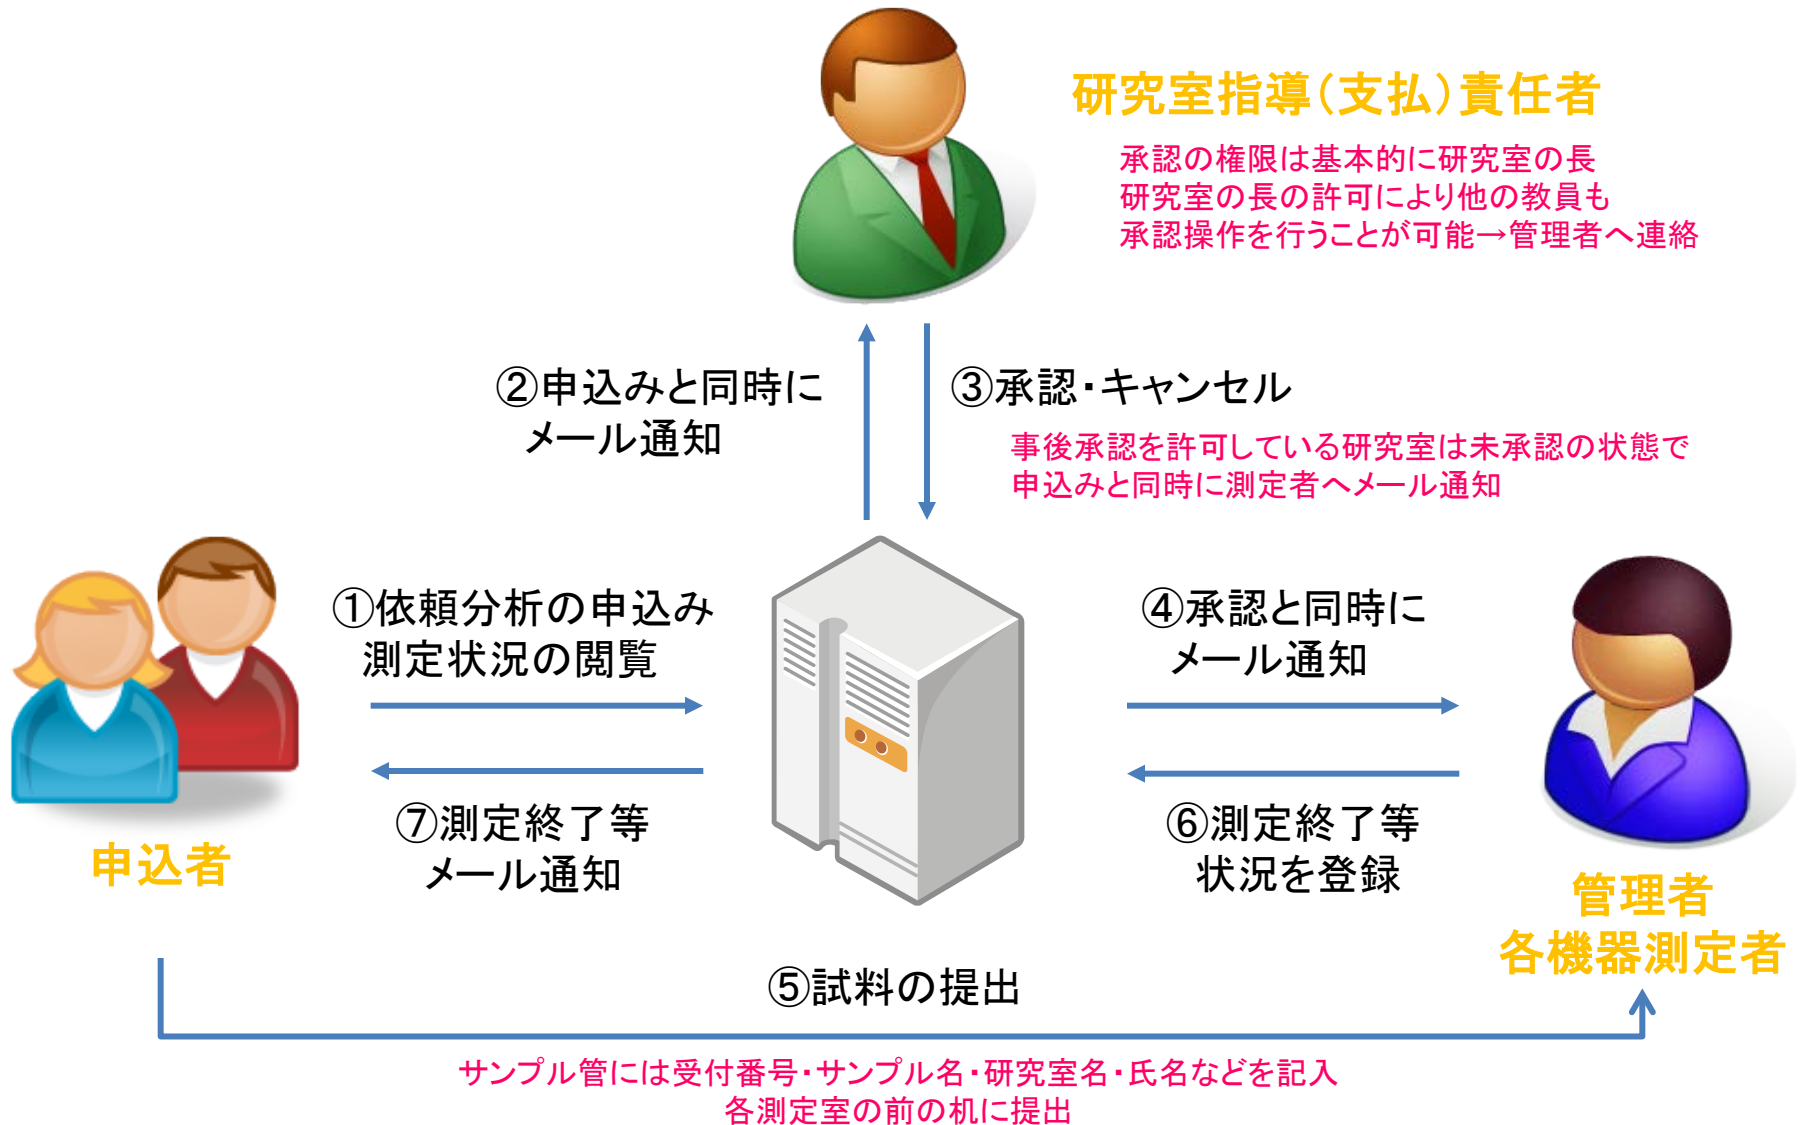 研究室指導（支払）責任者
承認の権限は基本的に研究室の長
研究室の長の許可により他の教員も
承認操作を行うことが可能→管理者へ連絡
②申込みと同時に
メール通知
③承認・キャンセル
事後承認を許可している研究室は未承認の状態で
申込みと同時に測定者へメール通知
①依頼分析の申込み
測定状況の閲覧
④承認と同時に
メール通知
⑦測定終了等
メール通知
⑥測定終了等
状況を登録
申込者
管理者
各機器測定者
⑤試料の提出
サンプル管には受付番号・サンプル名・研究室名・氏名などを記入
各測定室の前の机に提出